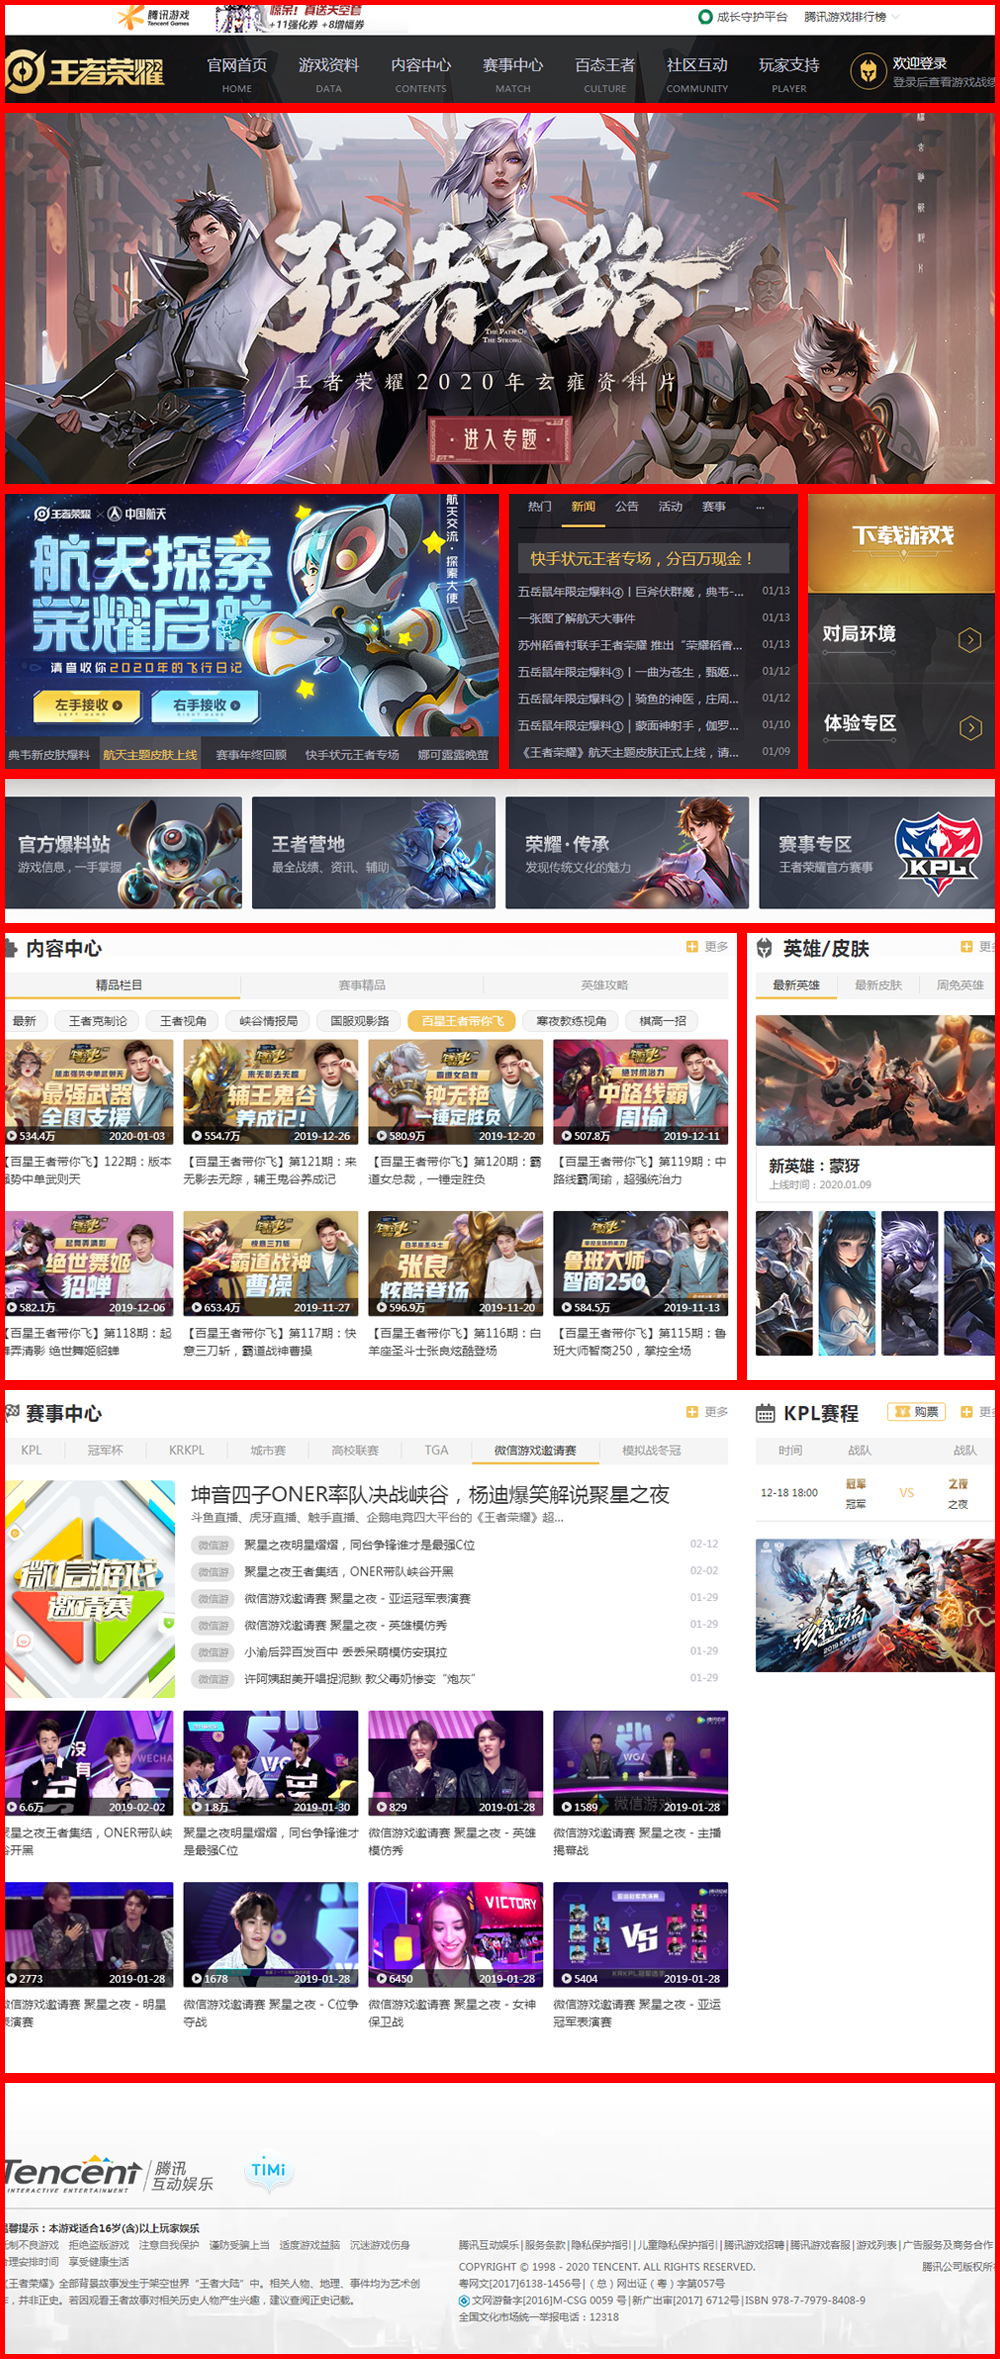 腾讯游戏
Tencent Games
惊呆！直送大空套
+11强化券 +8增幅券
成长守护平台
腾讯游戏排行榜
王者荣耀
官网首页
HOME
游戏资料
DATA
内容中心
CONTENTS
赛事中心
MATCH
百态王者
CULTURE
社区互动
COMMUNITY
玩家支持
PLAYER
欢迎登录
登录后查看游戏战绩
强者之路
THE PATH OF
THE STRONG
王者荣耀2020年玄雍资料片
进入专题
王者荣耀 × 中国航天
航天交流·探索大使
航天探索
荣耀启航
请查收你2020年的飞行日记
左手接收
LEFT HAND
右手接收
RIGHT HAND
典韦新皮肤爆料
航天主题皮肤上线
赛事年终回顾
快手状元王者专场
娜可露露晚萤
热门 新闻 公告 活动 赛事 ...
快手状元王者专场，分百万现金！
五岳鼠年限定爆料④丨巨斧伏群魔，典韦-... 01/13
一张图了解航天大事件 01/13
苏州稻香村联手王者荣耀 推出“荣耀稻香... 01/13
五岳鼠年限定爆料③丨一曲为苍生，甄姬... 01/12
五岳鼠年限定爆料②丨骑鱼的神医，庄周... 01/12
五岳鼠年限定爆料①丨蒙面神射手，伽罗... 01/10
《王者荣耀》航天主题皮肤正式上线，请... 01/09
下载游戏
对局环境
体验专区
官方爆料站
游戏信息，一手掌握
王者营地
最全战绩、资讯、辅助
荣耀·传承
发现传统文化的魅力
赛事专区
王者荣耀官方赛事
KPL
内容中心
更多
精品栏目 赛事精品 英雄攻略
最新 王者克制论 王者视角 峡谷情报局 国服观影路 百星王者带你飞 寒夜教练视角 棋高一招
版本强势中单武则天
最强武器
全图支援
534.4万 2020-01-03
来无影去无踪
辅王鬼谷
养成记！
554.7万 2019-12-26
霸道女总裁
钟无艳
一锤定胜负
580.9万 2019-12-20
绝对统治力
中路线霸
周瑜
507.8万 2019-12-11
【百星王者带你飞】122期：版本
强势中单武则天
【百星王者带你飞】第121期：来
无影去无踪，辅王鬼谷养成记
【百星王者带你飞】第120期：霸
道女总裁，一锤定胜负
【百星王者带你飞】第119期：中
路线霸周瑜，超强统治力
起舞弄清影
绝世舞姬
貂蝉
582.1万 2019-12-06
快意三刀斩
霸道战神
曹操
653.4万 2019-11-27
白羊座圣斗士
张良
炫酷登场
596.9万 2019-11-20
鲁班大师
智商250
584.5万 2019-11-13
【百星王者带你飞】第118期：起
舞弄清影 绝世舞姬貂蝉
【百星王者带你飞】第117期：快
意三刀斩，霸道战神曹操
【百星王者带你飞】第116期：白
羊座圣斗士张良炫酷登场
【百星王者带你飞】第115期：鲁
班大师智商250，掌控全场
英雄/皮肤
更多
最新英雄 最新皮肤 周免英雄
新英雄：蒙犽
上线时间：2020.01.09
赛事中心
更多
KPL 冠军杯 KRKPL 城市赛 高校联赛 TGA 微信游戏邀请赛 模拟战冬冠
微信游戏
邀请赛
坤音四子ONER率队决战峡谷，杨迪爆笑解说聚星之夜
斗鱼直播、虎牙直播、触手直播、企鹅电竞四大平台的《王者荣耀》超...
微信游 聚星之夜明星熠熠，同台争锋谁才是最强C位 02-12
微信游 聚星之夜王者集结，ONER带队峡谷开黑 02-02
微信游 微信游戏邀请赛 聚星之夜 - 亚运冠军表演赛 01-29
微信游 微信游戏邀请赛 聚星之夜 - 英雄模仿秀 01-29
微信游 小渝后羿百发百中 丢丢呆萌模仿安琪拉 01-29
微信游 许阿姨甜美开唱捉泥鳅 教父毒奶惨变“炮灰” 01-29
没有
WECHA
6.6万 2019-02-02
1.8万 2019-01-30
829 2019-01-28
WGI
微信游戏
1589 2019-01-28
聚星之夜王者集结，ONER带队峡
谷开黑
聚星之夜明星熠熠，同台争锋谁才
是最强C位
微信游戏邀请赛 聚星之夜 - 英雄
模仿秀
微信游戏邀请赛 聚星之夜 - 主播
揭幕战
2773 2019-01-28
1678 2019-01-28
VICTORY
6450 2019-01-28
VS
5404 2019-01-28
微信游戏邀请赛 聚星之夜 - 明星
表演赛
微信游戏邀请赛 聚星之夜 - C位争
夺战
微信游戏邀请赛 聚星之夜 - 女神
保卫战
微信游戏邀请赛 聚星之夜 - 亚运
冠军表演赛
KPL赛程
购票
更多
时间 战队 战队
12-18 18:00
冠军
冠军
VS
之夜
之夜
2019 KPL 秋季赛
Tencent 腾讯
INTERACTIVE ENTERTAINMENT 互动娱乐
TiMi
温馨提示：本游戏适合16岁(含)以上玩家娱乐
抵制不良游戏 拒绝盗版游戏 注意自我保护 谨防受骗上当 适度游戏益脑 沉迷游戏伤身
合理安排时间 享受健康生活
《王者荣耀》全部背景故事发生于架空世界“王者大陆”中。相关人物、地理、事件均为艺术创
作，并非正史。若因观看王者故事对相关历史人物产生兴趣，建议查阅正史记载。
腾讯互动娱乐|服务条款|隐私保护指引|儿童隐私保护指引|腾讯游戏招聘|腾讯游戏客服|游戏列表|广告服务及商务合作
COPYRIGHT © 1998 - 2020 TENCENT. ALL RIGHTS RESERVED. 腾讯公司版权所有
粤网文[2017]6138-1456号|（总）网出证（粤）字第057号
文网游备字[2016]M-CSG 0059 号|新广出审[2017] 6712号|ISBN 978-7-7979-8408-9
全国文化市场统一举报电话：12318